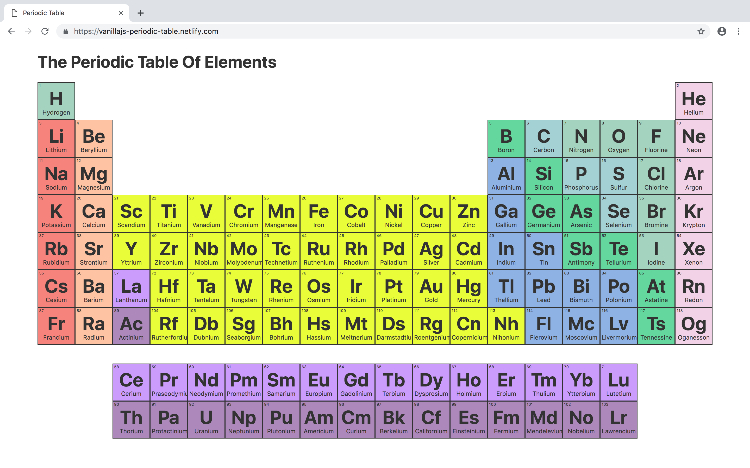 Periodic Table
https://vanillajs-periodic-table.netlify.com
The Periodic Table Of Elements
H He
Hydrogen Helium
Li Be B C N O F Ne
Lithium Beryllium Boron Carbon Nitrogen Oxygen Fluorine Neon
Na Mg Al Si P S Cl Ar
Sodium Magnesium Aluminium Silicon Phosphorus Sulfur Chlorine Argon
K Ca Sc Ti V Cr Mn Fe Co Ni Cu Zn Ga Ge As Se Br Kr
Potassium Calcium Scandium Titanium Vanadium Chromium Manganese Iron Cobalt Nickel Copper Zinc Gallium Germanium Arsenic Selenium Bromine Krypton
Rb Sr Y Zr Nb Mo Tc Ru Rh Pd Ag Cd In Sn Sb Te I Xe
Rubidium Strontium Yttrium Zirconium Niobium Molybdenum Technetium Ruthenium Rhodium Palladium Silver Cadmium Indium Tin Antimony Tellurium Iodine Xenon
Cs Ba La Hf Ta W Re Os Ir Pt Au Hg Tl Pb Bi Po At Rn
Cesium Barium Lanthanum Hafnium Tantalum Tungsten Rhenium Osmium Iridium Platinum Gold Mercury Thallium Lead Bismuth Polonium Astatine Radon
Fr Ra Ac Rf Db Sg Bh Hs Mt Ds Rg Cn Nh Fl Mc Lv Ts Og
Francium Radium Actinium Rutherfordiu Dubnium Seaborgium Bohrium Hassium Meitnerium Darmstadtiu Roentgenium Copernicium Nihonium Flerovium Moscovium Livermorium Tennessine Oganesson
Ce Pr Nd Pm Sm Eu Gd Tb Dy Ho Er Tm Yb Lu
Cerium Praseodymiu Neodymium Promethium Samarium Europium Gadolinium Terbium Dysprosium Holmium Erbium Thulium Ytterbium Lutetium
Th Pa U Np Pu Am Cm Bk Cf Es Fm Md No Lr
Thorium Protactinium Uranium Neptunium Plutonium Americium Curium Berkelium Californium Einsteinium Fermium Mendelevium Nobelium Lawrencium